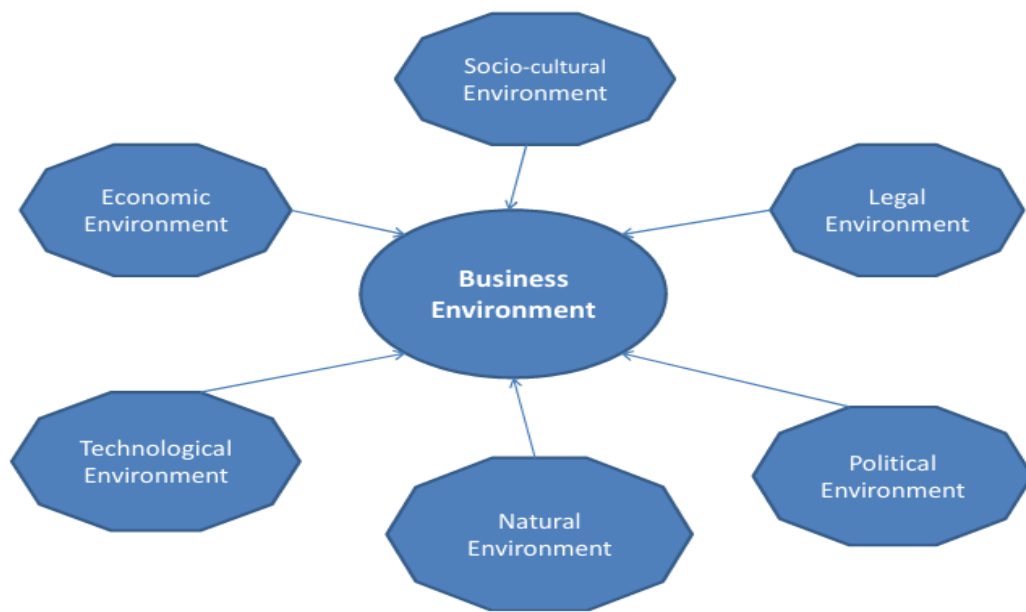 Socio-cultural
Environment
Economic
Environment
Legal
Environment
Business
Environment
Technological
Environment
Political
Environment
Natural
Environment